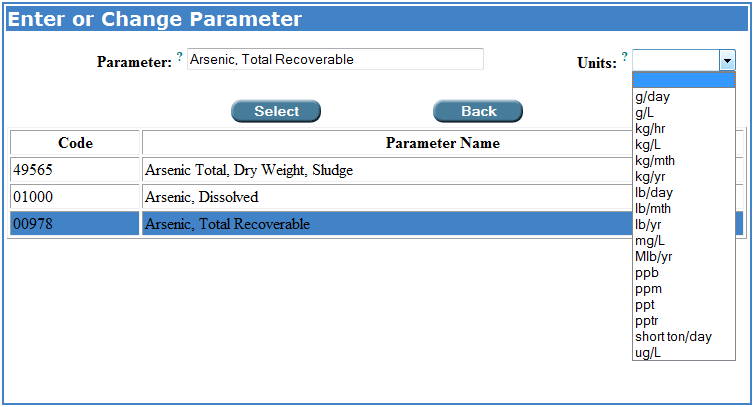 Enter or Change Parameter
Parameter: ? Arsenic, Total Recoverable Units: ?
Select Back
Code Parameter Name
49565 Arsenic Total, Dry Weight, Sludge
01000 Arsenic, Dissolved
00978 Arsenic, Total Recoverable
g/day
g/L
kg/hr
kg/L
kg/mth
kg/yr
lb/day
lb/mth
lb/yr
mg/L
Mlb/yr
ppb
ppm
ppt
pptr
short ton/day
ug/L